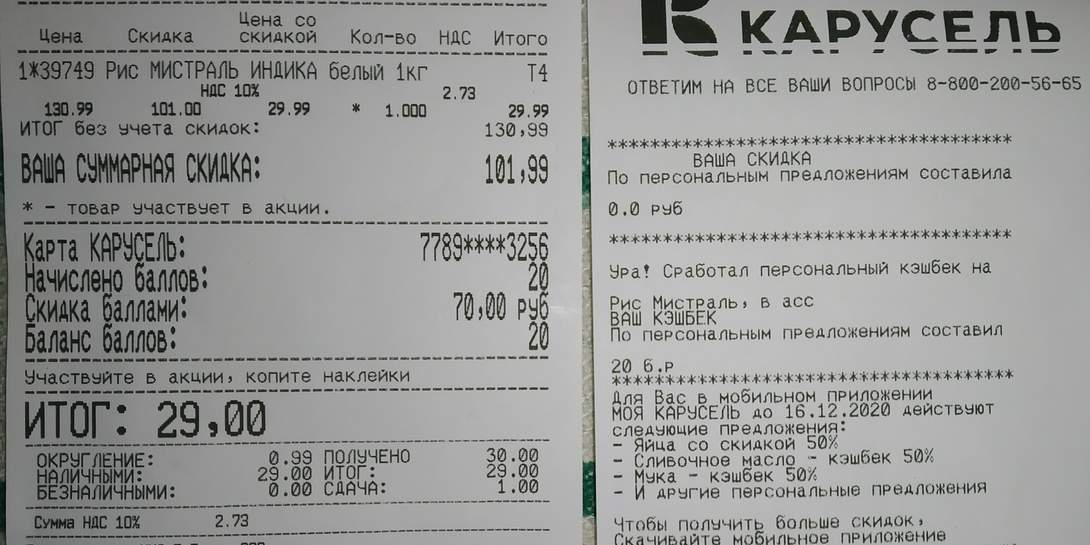 Цена Скидка Цена со скидкой Кол-во НДС Итого
1*39749 Рис МИСТРАЛЬ ИНДИКА белый 1кг Т4
НДС 10% 2.73
130.99 101.00 29.99 * 1.000 29.99
ИТОГ без учета скидок: 130,99
ВАША СУММАРНАЯ СКИДКА: 101,99
* - товар участвует в акции.
Карта КАРУСЕЛЬ: 7789****3256
Начислено баллов: 20
Скидка баллами: 70,00 руб
Баланс баллов: 20
Участвуйте в акции, копите наклейки
ИТОГ: 29,00
ОКРУГЛЕНИЕ: 0.99 ПОЛУЧЕНО 30.00
НАЛИЧНЫМИ: 29.00 ИТОГ: 29.00
БЕЗНАЛИЧНЫМИ: 0.00 СДАЧА: 1.00
Сумма НДС 10% 2.73
КАРУСЕЛЬ
ОТВЕТИМ НА ВСЕ ВАШИ ВОПРОСЫ 8-800-200-56-65
***************************************
ВАША СКИДКА
По персональным предложениям составила
0.0 руб
***************************************
Ура! Сработал персональный кэшбек на
Рис Мистраль, в асс
ВАШ КЭШБЕК
По персональным предложениям составил
20 б.р
***************************************
Для Вас в мобильном приложении
МОЯ КАРУСЕЛЬ до 16.12.2020 действуют
следующие предложения:
- Яйца со скидкой 50%
- Сливочное масло - кэшбек 50%
- Мука - кэшбек 50%
- И другие персональные предложения
Чтобы получить больше скидок,
Скачивайте мобильное приложение